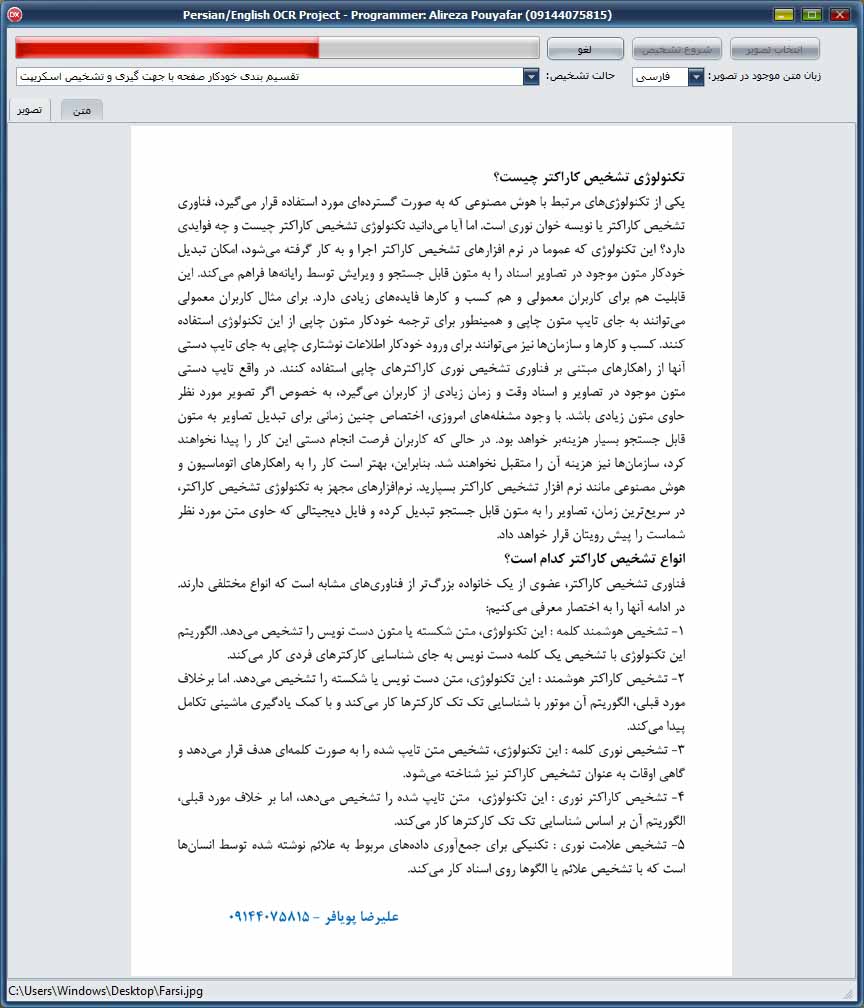 Persian/English OCR Project - Programmer: Alireza Pouyafar (09144075815)
انتخاب تصویر
شروع تشخیص
لغو
زبان متن موجود در تصویر:
فارسی
حالت تشخیص:
تقسیم بندی خودکار صفحه با جهت گیری و تشخیص اسکریپت
تصویر
متن
تکنولوژی تشخیص کاراکتر چیست؟
یکی از تکنولوژی‌های مرتبط با هوش مصنوعی که به صورت گسترده‌ای مورد استفاده قرار می‌گیرد، فناوری
تشخیص کاراکتر یا نویسه خوان نوری است. اما آیا می‌دانید تکنولوژی تشخیص کاراکتر چیست و چه فوایدی
دارد؟ این تکنولوژی که عموما در نرم افزارهای تشخیص کاراکتر اجرا و به کار گرفته می‌شود، امکان تبدیل
خودکار متون موجود در تصاویر اسناد را به متون قابل جستجو و ویرایش توسط رایانه‌ها فراهم می‌کند. این
قابلیت هم برای کاربران معمولی و هم کسب و کارها فایده‌های زیادی دارد. برای مثال کاربران معمولی
می‌توانند به جای تایپ متون چاپی و همینطور برای ترجمه خودکار متون چاپی از این تکنولوژی استفاده
کنند. کسب و کارها و سازمان‌ها نیز می‌توانند برای ورود خودکار اطلاعات نوشتاری چاپی به جای تایپ دستی
آنها از راهکارهای مبتنی بر فناوری تشخیص نوری کاراکترهای چاپی استفاده کنند. در واقع تایپ دستی
متون موجود در تصاویر و اسناد وقت و زمان زیادی از کاربران می‌گیرد، به خصوص اگر تصویر مورد نظر
حاوی متون زیادی باشد. با وجود مشغله‌های امروزی، اختصاص چنین زمانی برای تبدیل تصاویر به متون
قابل جستجو بسیار هزینه‌بر خواهد بود. در حالی که کاربران فرصت انجام دستی این کار را پیدا نخواهند
کرد، سازمان‌ها نیز هزینه آن را متقبل نخواهند شد. بنابراین، بهتر است کار را به راهکارهای اتوماسیون و
هوش مصنوعی مانند نرم افزار تشخیص کاراکتر بسپارید. نرم‌افزارهای مجهز به تکنولوژی تشخیص کاراکتر،
در سریع‌ترین زمان، تصاویر را به متون قابل جستجو تبدیل کرده و فایل دیجیتالی که حاوی متن مورد نظر
شماست را پیش رویتان قرار خواهد داد.
انواع تشخیص کاراکتر کدام است؟
فناوری تشخیص کاراکتر، عضوی از یک خانواده بزرگ‌تر از فناوری‌های مشابه است که انواع مختلفی دارند.
در ادامه آنها را به اختصار معرفی می‌کنیم:
۱- تشخیص هوشمند کلمه : این تکنولوژی، متن شکسته یا متون دست نویس را تشخیص می‌دهد. الگوریتم
این تکنولوژی با تشخیص یک کلمه دست نویس به جای شناسایی کارکترهای فردی کار می‌کند.
۲- تشخیص کاراکتر هوشمند : این تکنولوژی، متن دست نویس یا شکسته را تشخیص می‌دهد. اما برخلاف
مورد قبلی، الگوریتم آن موتور با شناسایی تک تک کارکترها کار می‌کند و با کمک یادگیری ماشینی تکامل
پیدا می‌کند.
۳- تشخیص نوری کلمه : این تکنولوژی، تشخیص متن تایپ شده را به صورت کلمه‌ای هدف قرار می‌دهد و
گاهی اوقات به عنوان تشخیص کاراکتر نیز شناخته می‌شود.
۴- تشخیص کاراکتر نوری : این تکنولوژی، متن تایپ شده را تشخیص می‌دهد، اما بر خلاف مورد قبلی،
الگوریتم آن بر اساس شناسایی تک تک کارکترها کار می‌کند.
۵- تشخیص علامت نوری : تکنیکی برای جمع‌آوری داده‌های مربوط به علائم نوشته شده توسط انسان‌ها
است که با تشخیص علائم یا الگوها روی اسناد کار می‌کند.
علیرضا پویافر - ۰۹۱۴۴۰۷۵۸۱۵
C:\Users\Windows\Desktop\Farsi.jpg